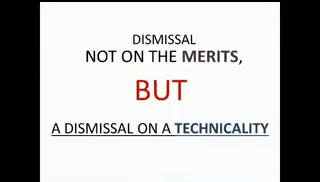 DISMISSAL
NOT ON THE MERITS,
BUT
A DISMISSAL ON A TECHNICALITY